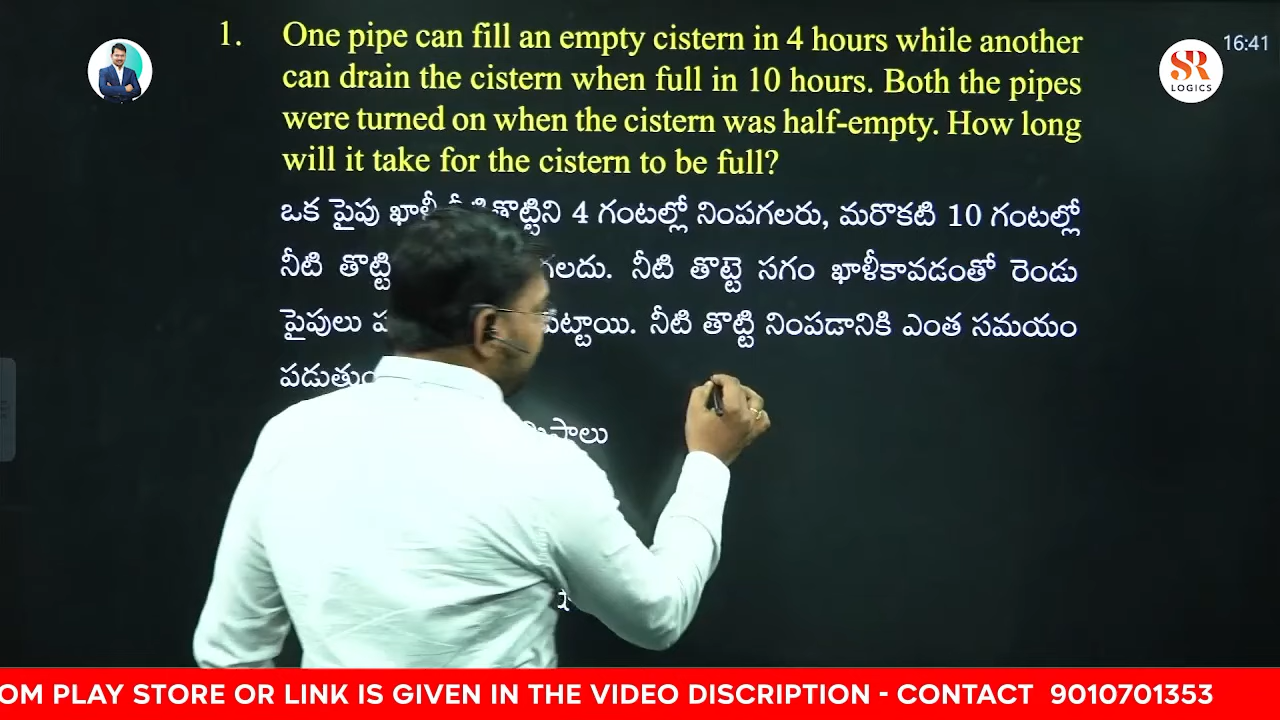 16:41
SR
LOGICS
1. One pipe can fill an empty cistern in 4 hours while another
can drain the cistern when full in 10 hours. Both the pipes
were turned on when the cistern was half-empty. How long
will it take for the cistern to be full?
ఒక పైపు ఖాళీ నీటితొట్టిని 4 గంటల్లో నింపగలరు, మరొకటి 10 గంటల్లో
నీటి తొట్టి గలదు. నీటి తొట్టె సగం ఖాళీకావడంతో రెండు
పైపులు నీటి తొట్టి నింపడానికి ఎంత సమయం
OM PLAY STORE OR LINK IS GIVEN IN THE VIDEO DISCRIPTION - CONTACT 9010701353